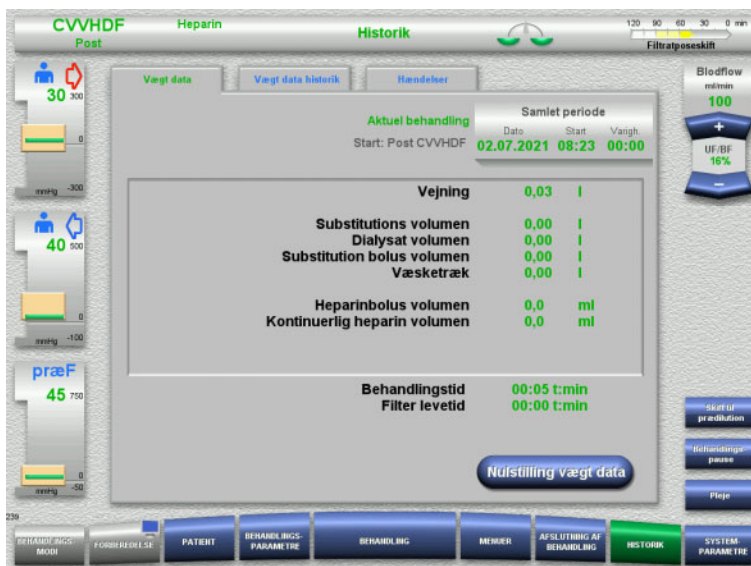 CVVHDF
Post
Heparin
Historik
120 90 60 30 0 min
Filtratposeskift
30 300
0
mmHg -300
40 500
0
mmHg -100
præF
45 750
0
mmHg -50
Vægt data
Vægt data historik
Hændelser
Aktuel behandling
Start: Post CVVHDF
Samlet periode
Dato Start Varigh.
02.07.2021 08:23 00:00
Vejning 0,03 l
Substitutions volumen 0,00 l
Dialysat volumen 0,00 l
Substitution bolus volumen 0,00 l
Væsketræk 0,00 l
Heparinbolus volumen 0,0 ml
Kontinuerlig heparin volumen 0,0 ml
Behandlingstid 00:05 t:min
Filter levetid 00:00 t:min
Nulstilling vægt data
Blodflow
ml/min
100
+
UF/BF
16%
−
Skift til
prædilution
Behandlings-
pause
Pleje
239
BEHANDLINGS-
MODI
FORBEREDELSE
PATIENT
BEHANDLINGS-
PARAMETRE
BEHANDLING
MENUER
AFSLUTNING AF
BEHANDLING
HISTORIK
SYSTEM-
PARAMETRE